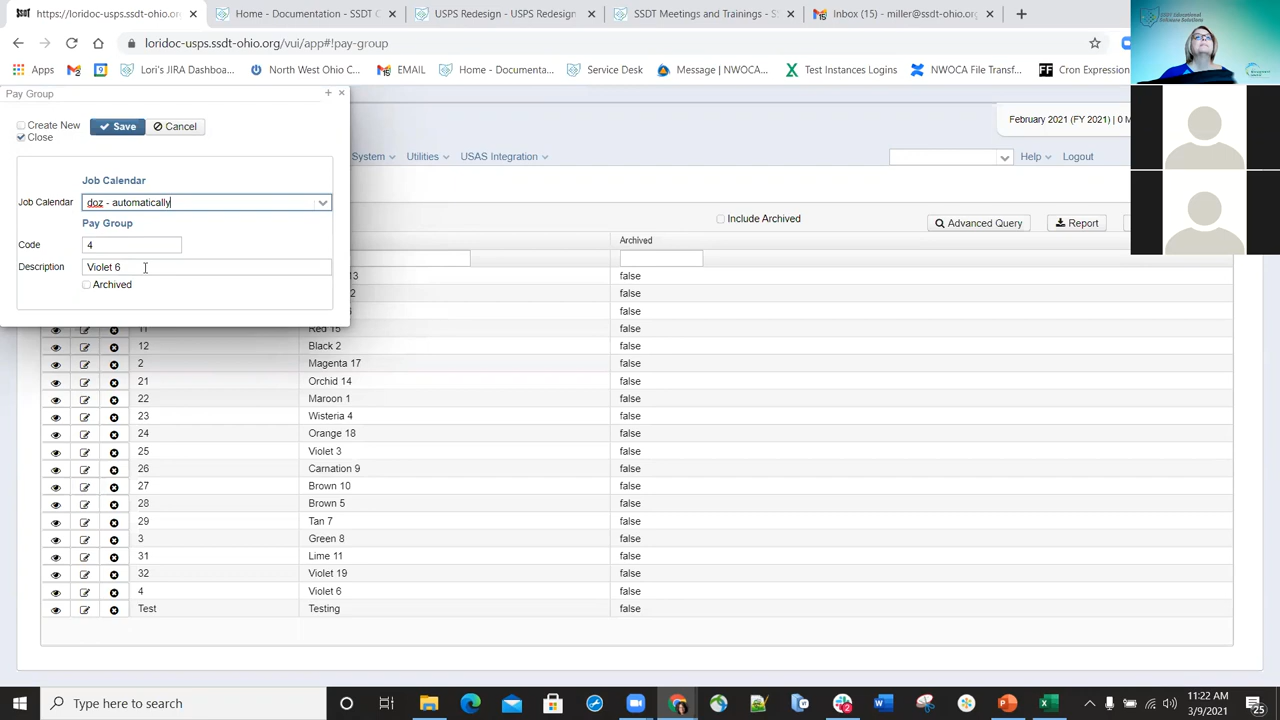 ssdt-usps.ssdt-ohio.o
Home - Documentation - SSDT C
USPS Redesign - USPS Redesign
SSDT Meetings and Trainings - S
Inbox (15) - miller@ssdt-ohio.org
loridoc-usps.ssdt-ohio.org/vui/app#!pay-group
Apps
Lori's JIRA Dashboa...
North West Ohio C...
EMAIL
Home - Documenta...
Service Desk
Message | NWOCA...
Test Instances Logins
NWOCA File Transf...
Cron Expression
Pay Group
Create New
Close
Save
Cancel
Job Calendar
Job Calendar
doz - automatically
Pay Group
Code
4
Description
Violet 6
Archived
February 2021 (FY 2021) | 0 M
System
Utilities
USAS Integration
Help
Logout
Include Archived
Advanced Query
Report
Archived
13 false
2 false
false
11 Red 15 false
12 Black 2 false
2 Magenta 17 false
21 Orchid 14 false
22 Maroon 1 false
23 Wisteria 4 false
24 Orange 18 false
25 Violet 3 false
26 Carnation 9 false
27 Brown 10 false
28 Brown 5 false
29 Tan 7 false
3 Green 8 false
31 Lime 11 false
32 Violet 19 false
4 Violet 6 false
Test Testing false
Type here to search
11:22 AM
3/9/2021
25